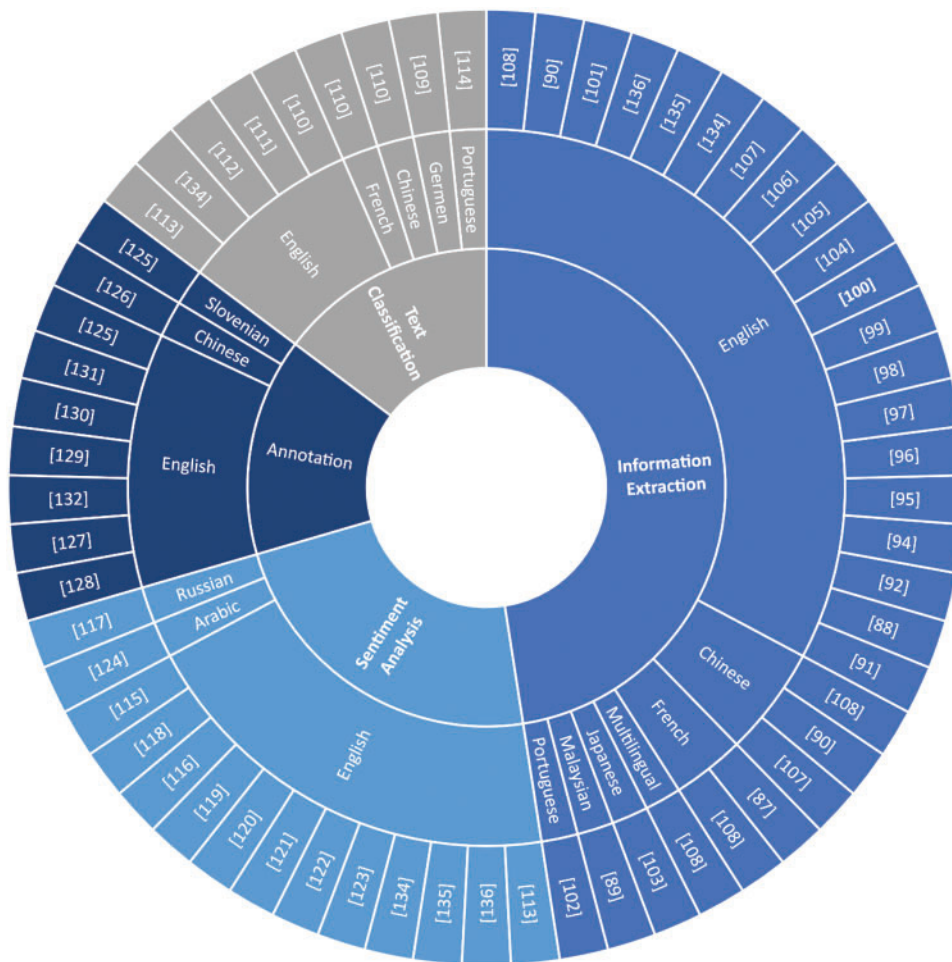 Information
Extraction
English
[108]
[90]
[101]
[136]
[135]
[134]
[107]
[106]
[105]
[104]
[100]
[99]
[98]
[97]
[96]
[95]
[94]
[92]
[88]
Chinese
[91]
[108]
[90]
French
[107]
[87]
Multilingual
[108]
Japanese
[108]
Malaysian
[103]
[89]
Portuguese
[102]
Sentiment
Analysis
English
[113]
[136]
[135]
[134]
[123]
[122]
[121]
[120]
[119]
[116]
[118]
[115]
Arabic
[124]
Russian
[117]
Annotation
English
[128]
[127]
[132]
[129]
[130]
[131]
[125]
Chinese
[126]
Slovenian
[125]
Text
Classification
English
[113]
[134]
[112]
[111]
[110]
French
[110]
Chinese
[110]
Germen
[109]
Portuguese
[114]